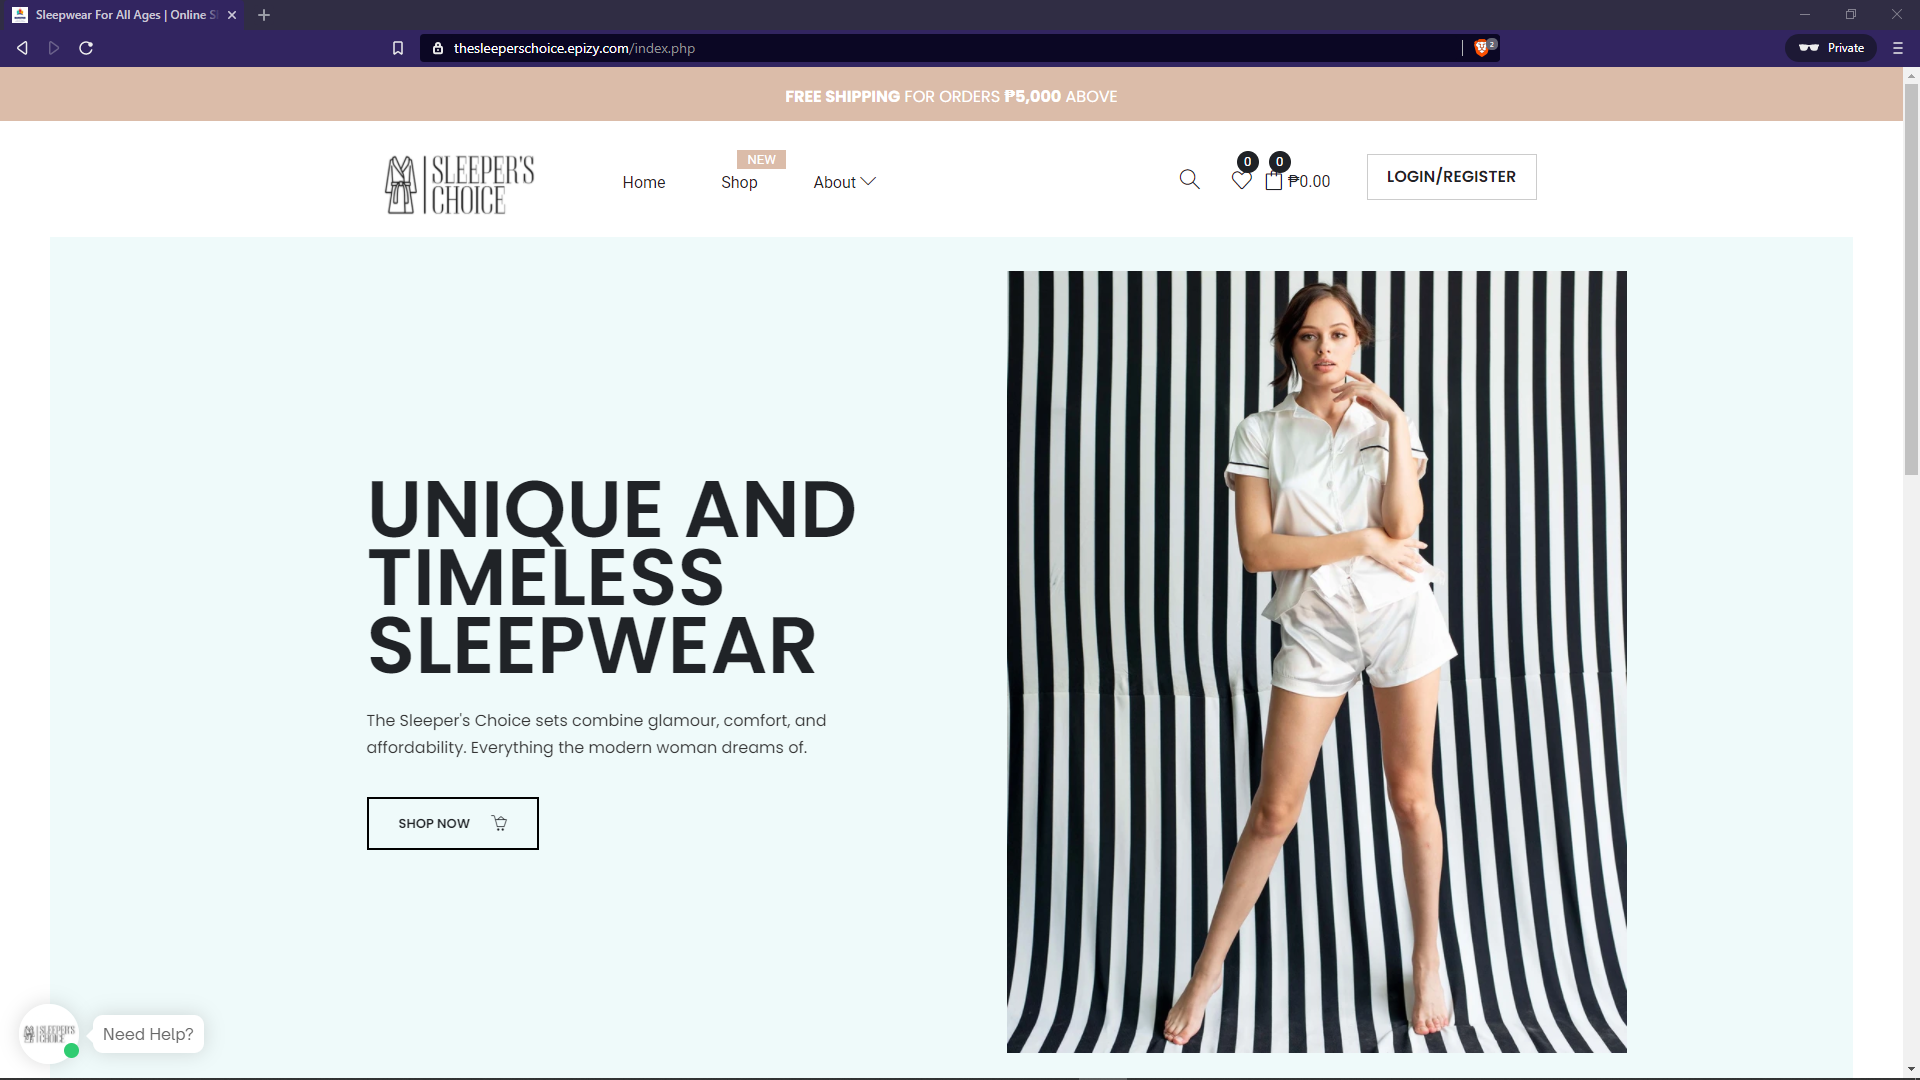 Sleepwear For All Ages | Online S
thesleeperschoice.epizy.com/index.php
2
Private
FREE SHIPPING FOR ORDERS ₱5,000 ABOVE
SLEEPER'S
CHOICE
Home
NEW
Shop
About
0
0
₱0.00
LOGIN/REGISTER
UNIQUE AND
TIMELESS
SLEEPWEAR
The Sleeper's Choice sets combine glamour, comfort, and
affordability. Everything the modern woman dreams of.
SHOP NOW
SLEEPER'S
CHOICE
Need Help?